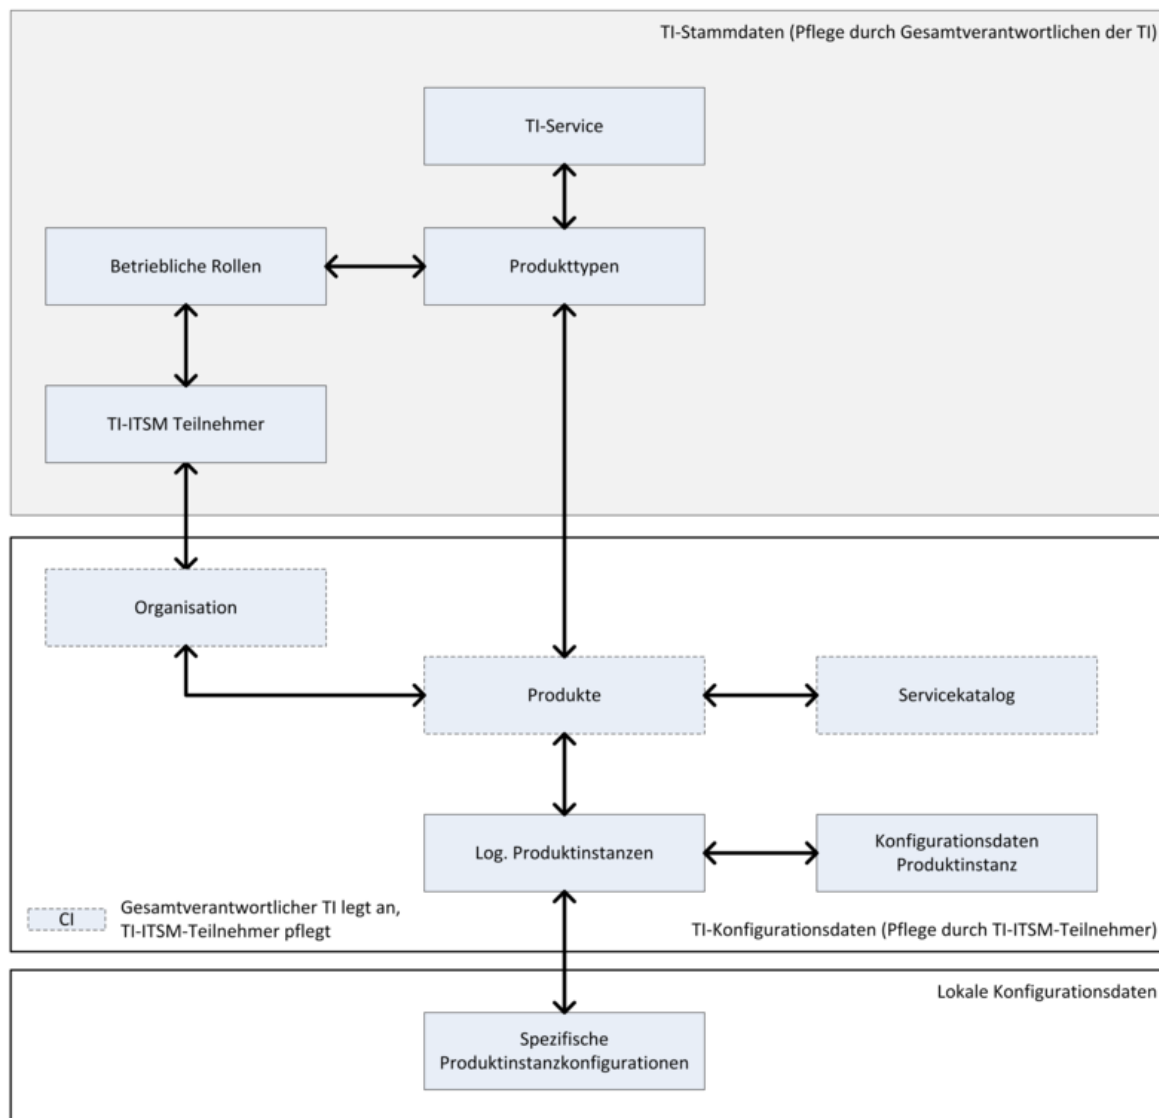 TI-Stammdaten (Pflege durch Gesamtverantwortlichen der TI)
TI-Service
Betriebliche Rollen
Produkttypen
TI-ITSM Teilnehmer
Organisation
Produkte
Servicekatalog
Log. Produktinstanzen
Konfigurationsdaten
Produktinstanz
CI
Gesamtverantwortlicher TI legt an,
TI-ITSM-Teilnehmer pflegt
TI-Konfigurationsdaten (Pflege durch TI-ITSM-Teilnehmer)
Lokale Konfigurationsdaten
Spezifische
Produktinstanzkonfigurationen